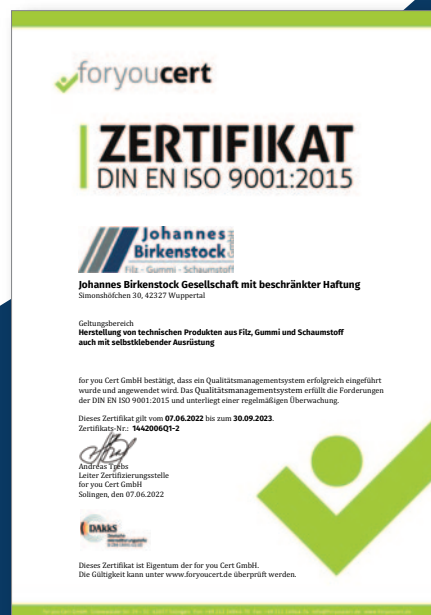 foryoucert
ZERTIFIKAT
DIN EN ISO 9001:2015
Johannes
Birkenstock GmbH
Filz - Gummi - Schaumstoff
Johannes Birkenstock Gesellschaft mit beschränkter Haftung
Simonshöfchen 30, 42327 Wuppertal
Geltungsbereich
Herstellung von technischen Produkten aus Filz, Gummi und Schaumstoff
auch mit selbstklebender Ausrüstung
for you Cert GmbH bestätigt, dass ein Qualitätsmanagementsystem erfolgreich eingeführt
wurde und angewendet wird. Das Qualitätsmanagementsystem erfüllt die Forderungen
der DIN EN ISO 9001:2015 und unterliegt einer regelmäßigen Überwachung.
Dieses Zertifikat gilt vom 07.06.2022 bis zum 30.09.2023.
Zertifikats-Nr.: 1442006Q1-2
Andreas Trebs
Leiter Zertifizierungsstelle
for you Cert GmbH
Solingen, den 07.06.2022
DAkkS
Deutsche
Akkreditierungsstelle
Dieses Zertifikat ist Eigentum der for you Cert GmbH.
Die Gültigkeit kann unter www.foryoucert.de überprüft werden.